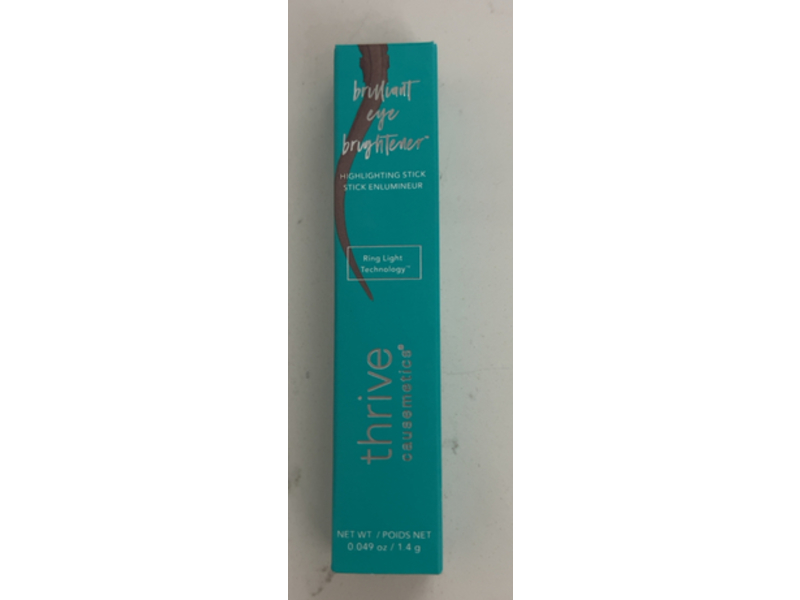 brilliant
eye
brightener™
HIGHLIGHTING STICK
STICK ENLUMINEUR
Ring Light
Technology™
thrive
causemetics®
NET WT / POIDS NET
0.049 oz / 1.4 g